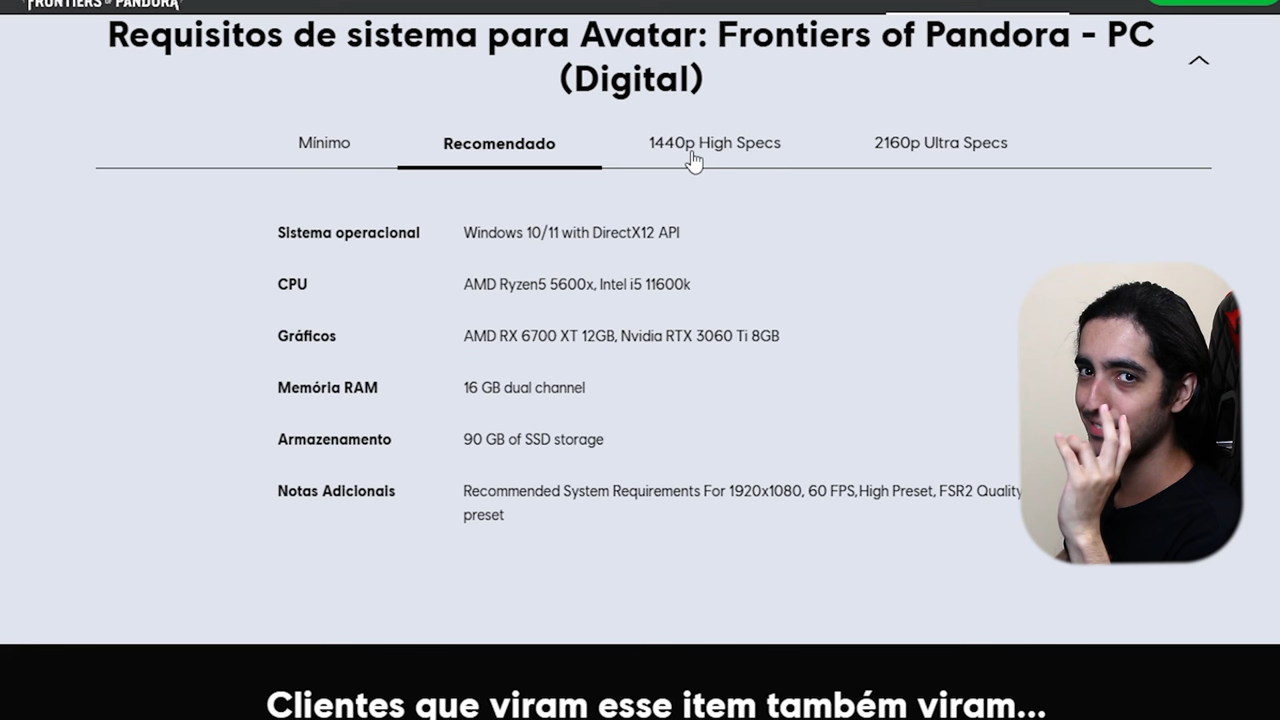 FRONTIERS OF PANDORA
Requisitos de sistema para Avatar: Frontiers of Pandora - PC
(Digital)
Mínimo
Recomendado
1440p High Specs
2160p Ultra Specs
Sistema operacional
Windows 10/11 with DirectX12 API
CPU
AMD Ryzen5 5600x, Intel i5 11600k
Gráficos
AMD RX 6700 XT 12GB, Nvidia RTX 3060 Ti 8GB
Memória RAM
16 GB dual channel
Armazenamento
90 GB of SSD storage
Notas Adicionais
Recommended System Requirements For 1920x1080, 60 FPS,High Preset, FSR2 Quality
preset
Clientes que viram esse item também viram...